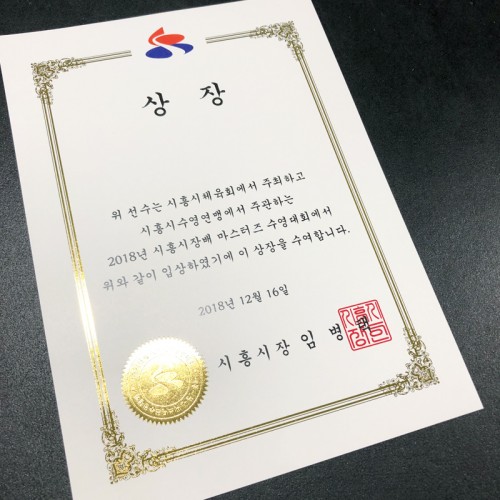 상 장
위 선수는 시흥시체육회에서 주최하고
시흥시수영연맹에서 주관하는
2018년 시흥시장배 마스터즈 수영대회에서
위와 같이 입상하였기에 이 상장을 수여합니다.
2018년 12월 16일
시흥시장 임 병